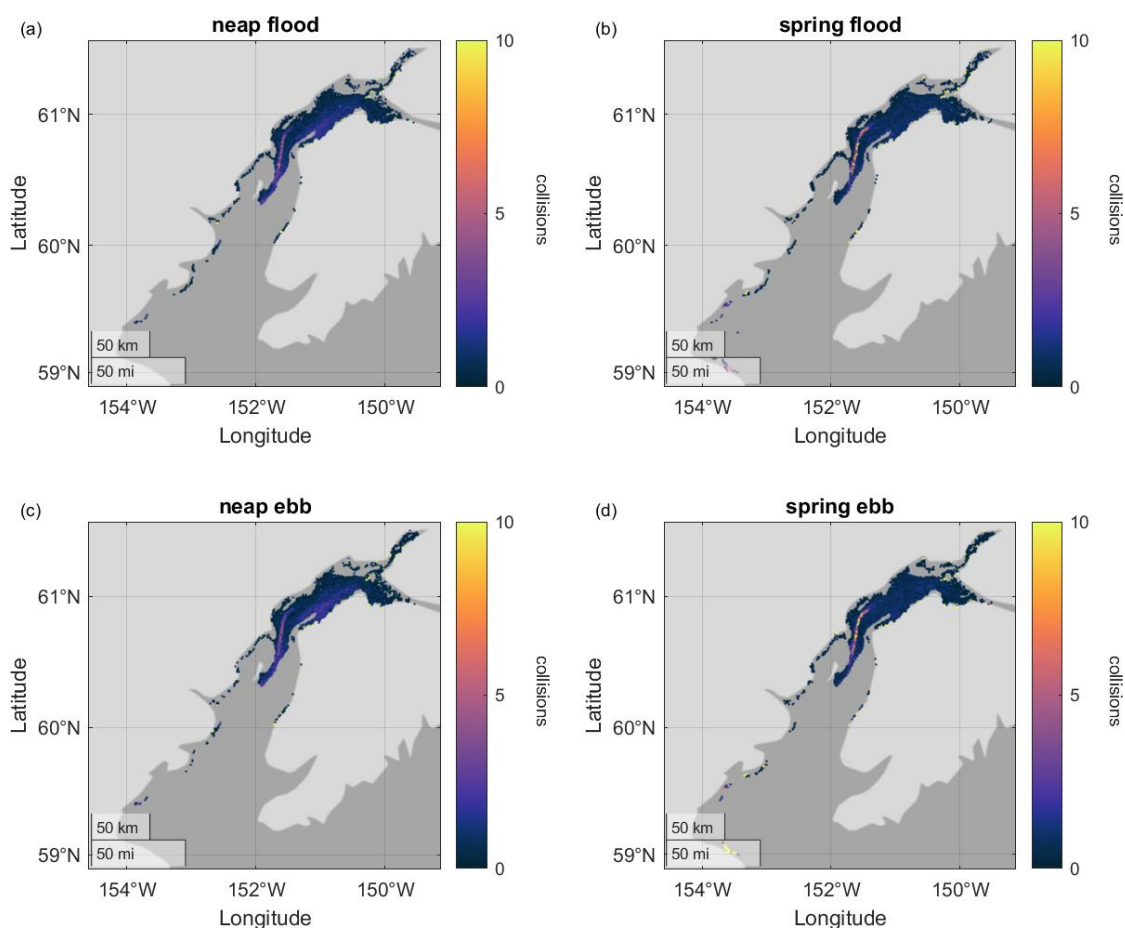 (a)
neap flood
Latitude
61°N
60°N
59°N
50 km
50 mi
154°W
152°W
150°W
Longitude
10
5
0
collisions
(b)
spring flood
Latitude
61°N
60°N
59°N
50 km
50 mi
154°W
152°W
150°W
Longitude
10
5
0
collisions
(c)
neap ebb
Latitude
61°N
60°N
59°N
50 km
50 mi
154°W
152°W
150°W
Longitude
10
5
0
collisions
(d)
spring ebb
Latitude
61°N
60°N
59°N
50 km
50 mi
154°W
152°W
150°W
Longitude
10
5
0
collisions